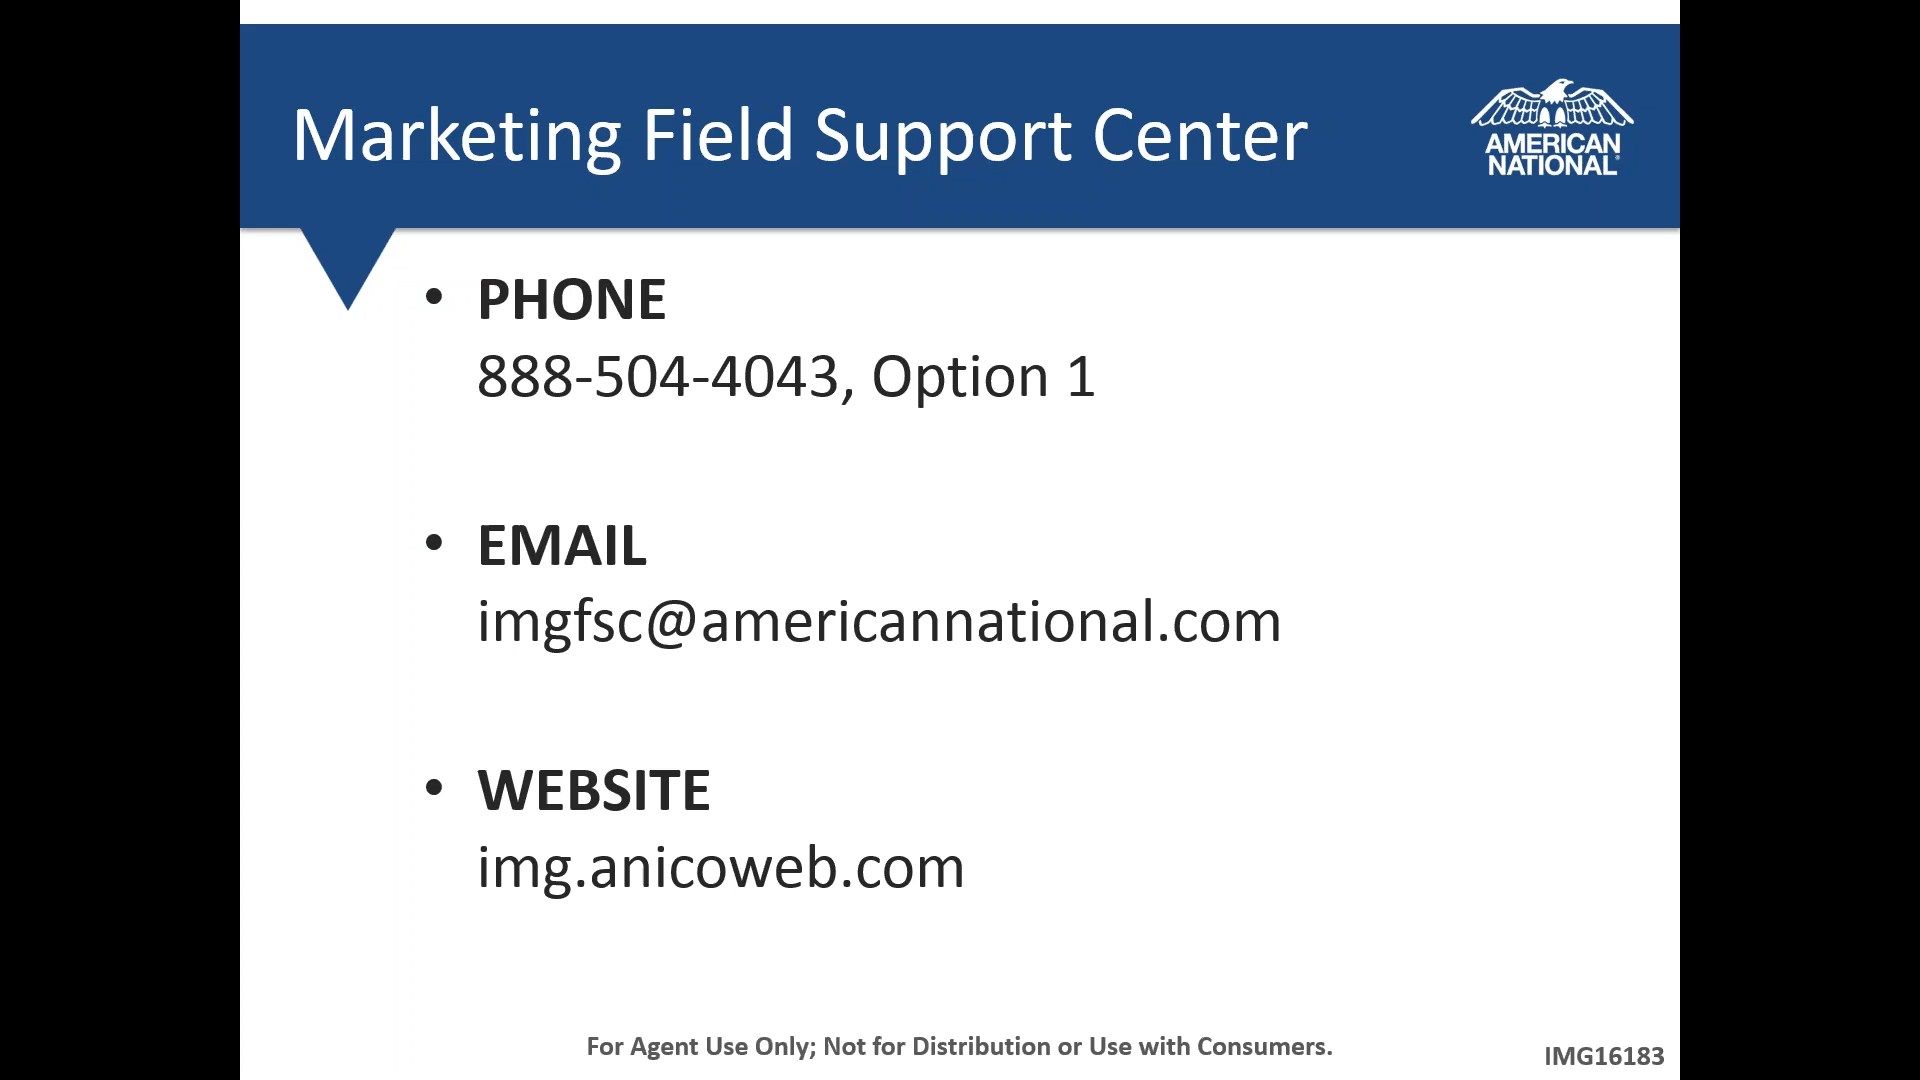 Marketing Field Support Center
AMERICAN
NATIONAL®
• PHONE
888-504-4043, Option 1
• EMAIL
imgfsc@americannational.com
• WEBSITE
img.anicoweb.com
For Agent Use Only; Not for Distribution or Use with Consumers.
IMG16183